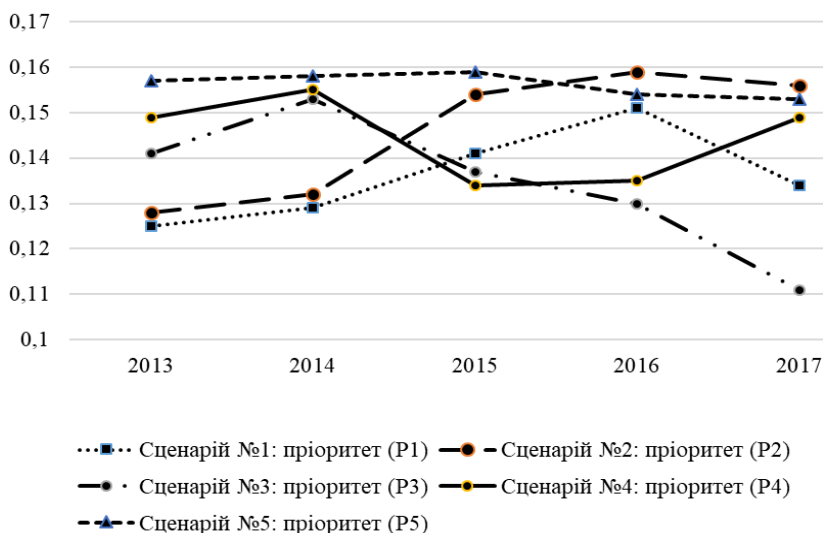 0,17
0,16
0,15
0,14
0,13
0,12
0,11
0,1
2013 2014 2015 2016 2017
Сценарій №1: пріоритет (P1) Сценарій №2: пріоритет (P2)
Сценарій №3: пріоритет (P3) Сценарій №4: пріоритет (P4)
Сценарій №5: пріоритет (P5)